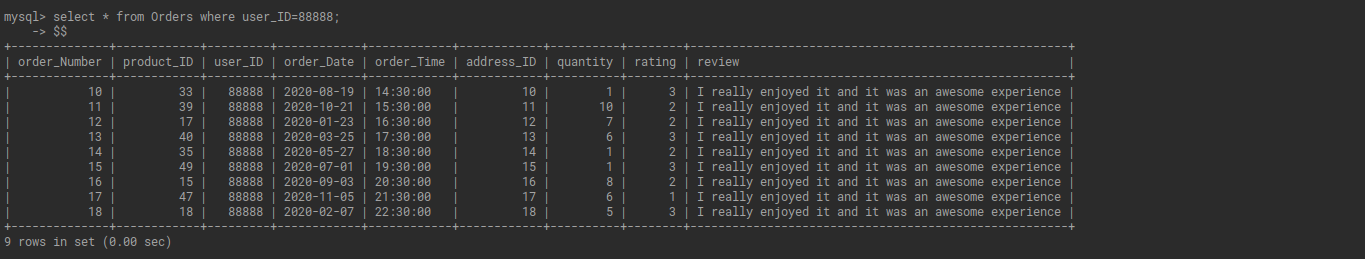 mysql> select * from Orders where user_ID=88888;
    -> $$
+--------------+------------+---------+------------+------------+------------+----------+--------+-----------------------------------------------------+
| order_Number | product_ID | user_ID | order_Date | order_Time | address_ID | quantity | rating | review                                              |
+--------------+------------+---------+------------+------------+------------+----------+--------+-----------------------------------------------------+
|           10 |         33 |   88888 | 2020-08-19 | 14:30:00   |         10 |        1 |      3 | I really enjoyed it and it was an awesome experience |
|           11 |         39 |   88888 | 2020-10-21 | 15:30:00   |         11 |       10 |      2 | I really enjoyed it and it was an awesome experience |
|           12 |         17 |   88888 | 2020-01-23 | 16:30:00   |         12 |        7 |      2 | I really enjoyed it and it was an awesome experience |
|           13 |         40 |   88888 | 2020-03-25 | 17:30:00   |         13 |        6 |      3 | I really enjoyed it and it was an awesome experience |
|           14 |         35 |   88888 | 2020-05-27 | 18:30:00   |         14 |        1 |      2 | I really enjoyed it and it was an awesome experience |
|           15 |         49 |   88888 | 2020-07-01 | 19:30:00   |         15 |        1 |      3 | I really enjoyed it and it was an awesome experience |
|           16 |         15 |   88888 | 2020-09-03 | 20:30:00   |         16 |        8 |      2 | I really enjoyed it and it was an awesome experience |
|           17 |         47 |   88888 | 2020-11-05 | 21:30:00   |         17 |        6 |      1 | I really enjoyed it and it was an awesome experience |
|           18 |         18 |   88888 | 2020-02-07 | 22:30:00   |         18 |        5 |      3 | I really enjoyed it and it was an awesome experience |
+--------------+------------+---------+------------+------------+------------+----------+--------+-----------------------------------------------------+
9 rows in set (0.00 sec)